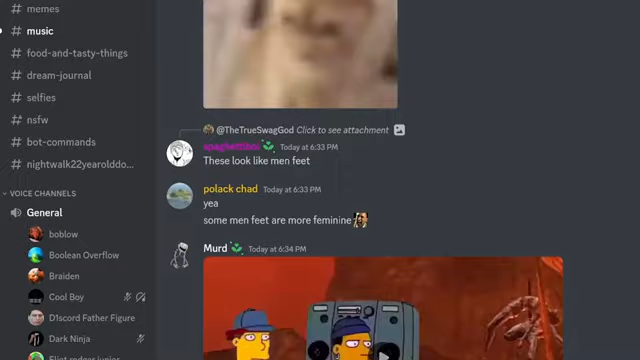 # memes
# music
# food-and-tasty-things
# dream-journal
# selfies
# nsfw
# bot-commands
# nightwalk22yearolddo...
VOICE CHANNELS
General
boblow
Boolean Overflow
Braiden
Cool Boy
D1scord Father Figure
Dark Ninja
@TheTrueSwagGod Click to see attachment
Today at 6:33 PM
These look like men feet
polack chad Today at 6:33 PM
yea
some men feet are more feminine
Murd Today at 6:34 PM